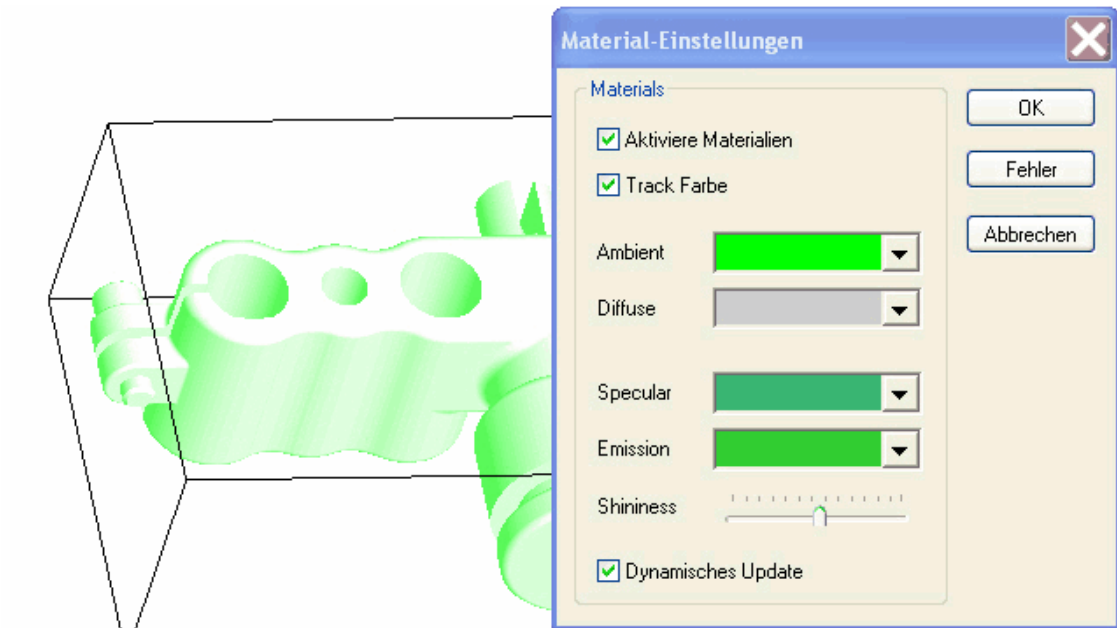 Material-Einstellungen
Materials
OK
Aktiviere Materialien
Fehler
Track Farbe
Abbrechen
Ambient
Diffuse
Specular
Emission
Shininess
Dynamisches Update